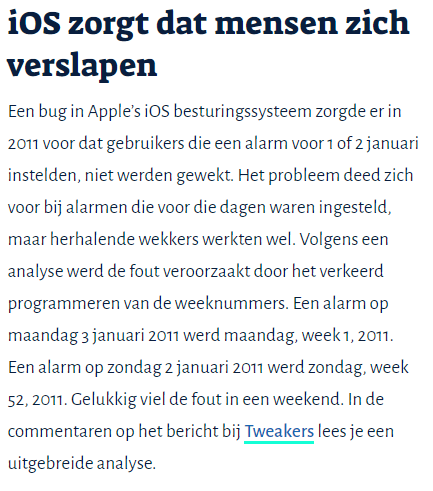 iOS zorgt dat mensen zich
verslapen
Een bug in Apple’s iOS besturingssysteem zorgde er in
2011 voor dat gebruikers die een alarm voor 1 of 2 januari
instelden, niet werden gewekt. Het probleem deed zich
voor bij alarmen die voor die dagen waren ingesteld,
maar herhalende wekkers werkten wel. Volgens een
analyse werd de fout veroorzaakt door het verkeerd
programmeren van de weeknummers. Een alarm op
maandag 3 januari 2011 werd maandag, week 1, 2011.
Een alarm op zondag 2 januari 2011 werd zondag, week
52, 2011. Gelukkig viel de fout in een weekend. In de
commentaren op het bericht bij Tweakers lees je een
uitgebreide analyse.